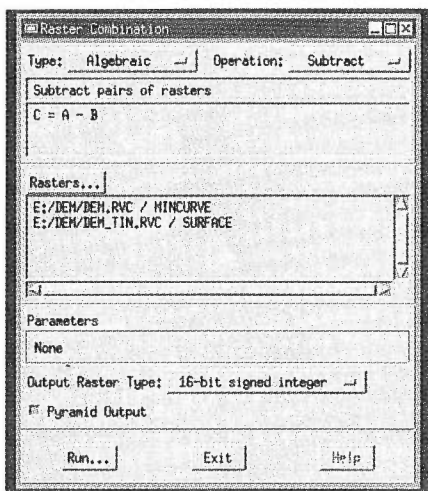 Raster Combination
Type: Algebraic Operation: Subtract
Subtract pairs of rasters
C = A - B
Rasters...
E:/DEM/DEM.RVC / MINCURVE
E:/DEM/DEM_TIN.RVC / SURFACE
Parameters
None
Output Raster Type: 16-bit signed integer
Pyramid Output
Run... Exit Help